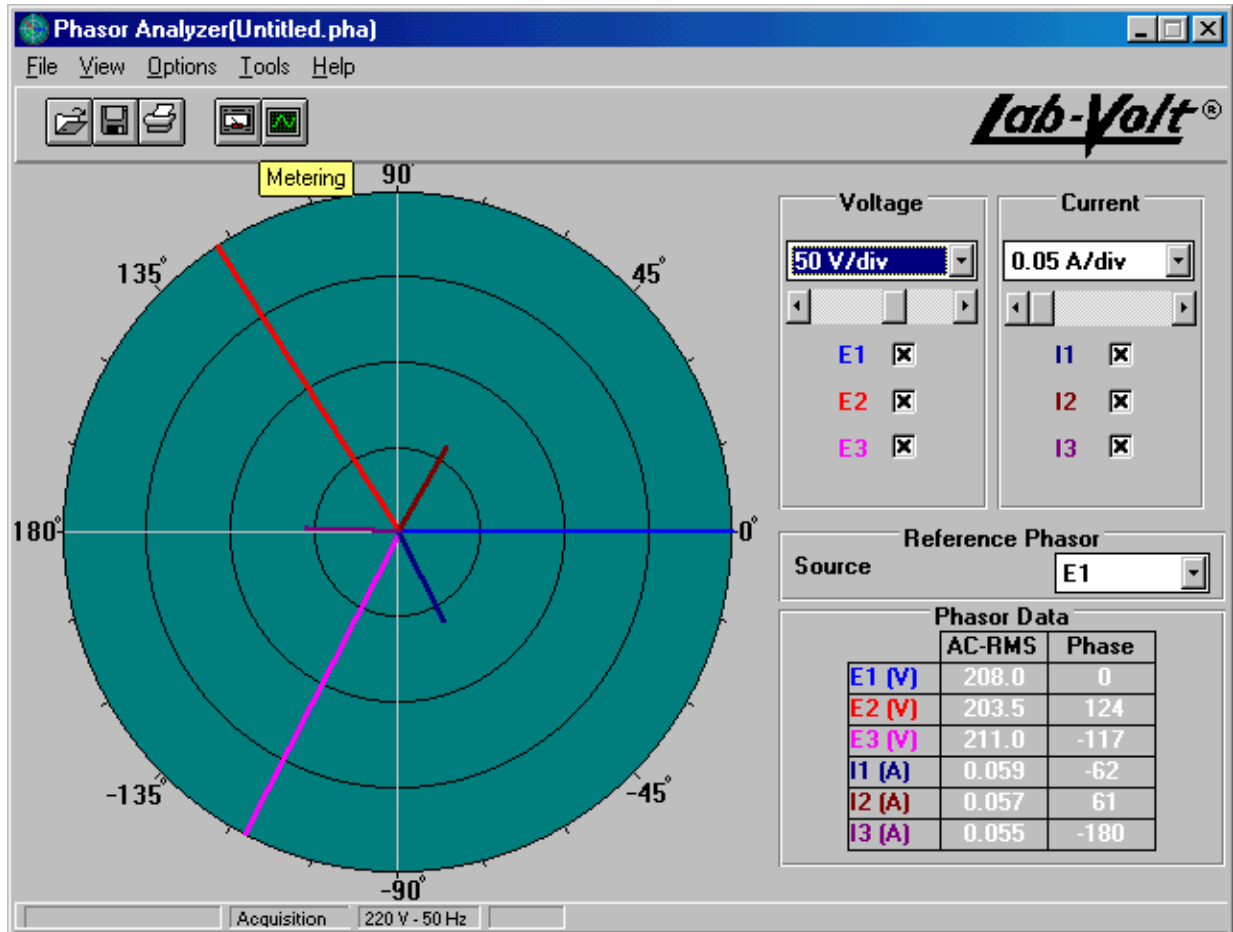 Phasor Analyzer(Untitled.pha)
File View Options Tools Help
Lab-Volt®
Metering
90°
135°
45°
180°
0°
-135°
-45°
-90°
Voltage
50 V/div
E1
E2
E3
Current
0.05 A/div
I1
I2
I3
Reference Phasor
Source E1
Phasor Data
AC-RMS Phase
E1 (V) 208.0 0
E2 (V) 203.5 124
E3 (V) 211.0 -117
I1 (A) 0.059 -62
I2 (A) 0.057 61
I3 (A) 0.055 -180
Acquisition 220 V - 50 Hz